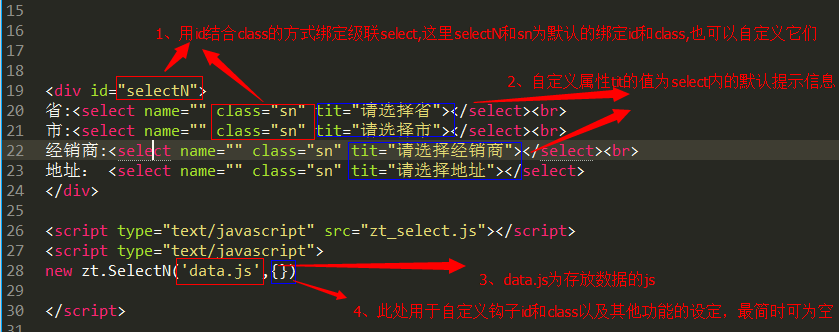 15
16
1、用id结合class的方式绑定级联select,这里selectN和sn为默认的绑定id和class,也可以自定义它们
17
18
2、自定义属性tit的值为select内的默认提示信息
19 <div id="selectN">
20 省:<select name="" class="sn" tit="请选择省"></select><br>
21 市:<select name="" class="sn" tit="请选择市"></select><br>
22 经销商:<select name="" class="sn" tit="请选择经销商"></select><br>
23 地址： <select name="" class="sn" tit="请选择地址"></select>
24 </div>
25
26 <script type="text/javascript" src="zt_select.js"></script>
27 <script type="text/javascript">
28 new zt.SelectN('data.js',{})
3、data.js为存放数据的js
29
4、此处用于自定义钩子id和class以及其他功能的设定，最简时可为空
30 </script>
31